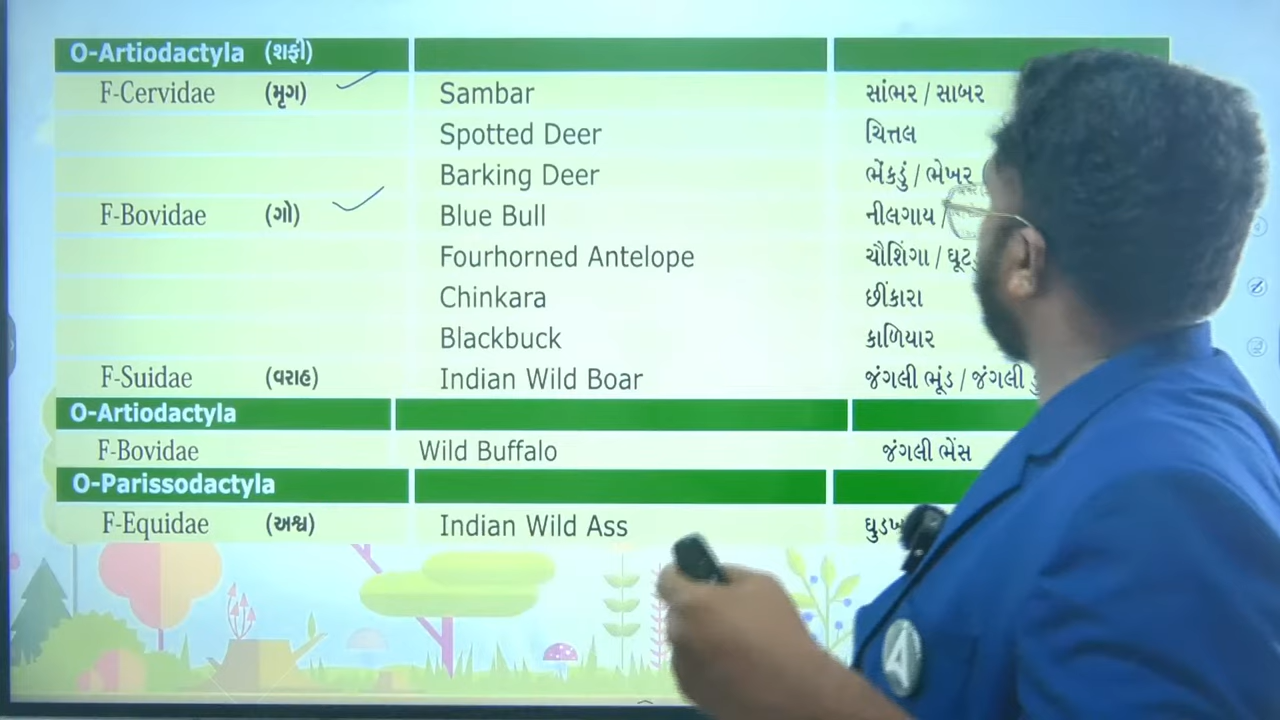 O-Artiodactyla (શફી)
F-Cervidae (મૃગ) Sambar સાંભર / સાબર
Spotted Deer ચિત્તલ
Barking Deer ભેંકડું / ભેખર
F-Bovidae (ગો) Blue Bull નીલગાય /
Fourhorned Antelope ચૌશિંગા /
Chinkara છીંકારા
Blackbuck કાળિયાર
F-Suidae (વરાહ) Indian Wild Boar જંગલી ભૂંડ / જંગલી
O-Artiodactyla
F-Bovidae Wild Buffalo જંગલી ભેંસ
O-Parissodactyla
F-Equidae (અશ્વ) Indian Wild Ass